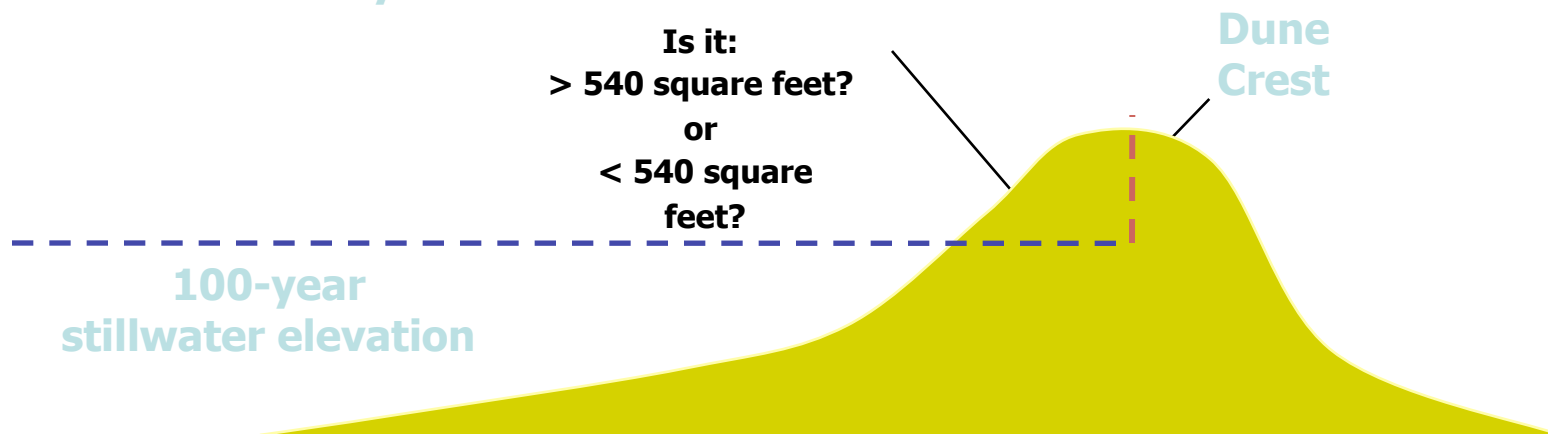 Is it:
> 540 square feet?
or
< 540 square
feet?
Dune
Crest
100-year
stillwater elevation